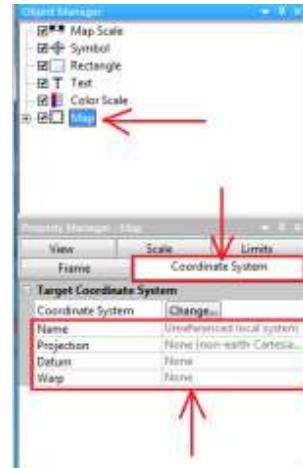 Object Manager
Map Scale
Symbol
Rectangle
T Text
Color Scale
Map
Property Manager - Map
View Scale Limits
Frame Coordinate System
Target Coordinate System
Coordinate System Change...
Name Unreferenced local system
Projection None (non-earth Cartesia...
Datum None
Warp None